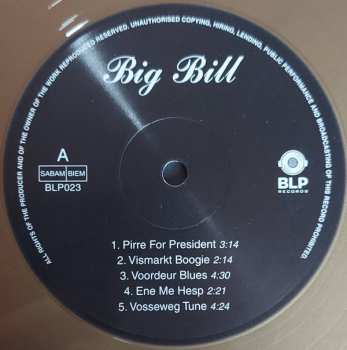 ALL RIGHTS OF THE PRODUCER AND OF THE OWNER OF THE WORK REPRODUCED RESERVED. UNAUTHORISED COPYING, HIRING, LENDING, PUBLIC PERFORMANCE AND BROADCASTING OF THIS RECORD PROHIBITED.
Big Bill
A
SABAM BIEM
BLP023
BLP
RECORDS
1. Pirre For President 3:14
2. Vismarkt Boogie 2:14
3. Voordeur Blues 4:30
4. Ene Me Hesp 2:21
5. Vosseweg Tune 4:24